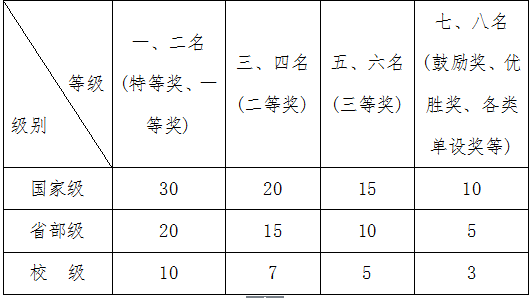 等级
级别
一、二名
(特等奖、一
等奖)
三、四名
(二等奖)
五、六名
(三等奖)
七、八名
(鼓励奖、优
胜奖、各类
单设奖等)
国家级 30 20 15 10
省部级 20 15 10 5
校 级 10 7 5 3